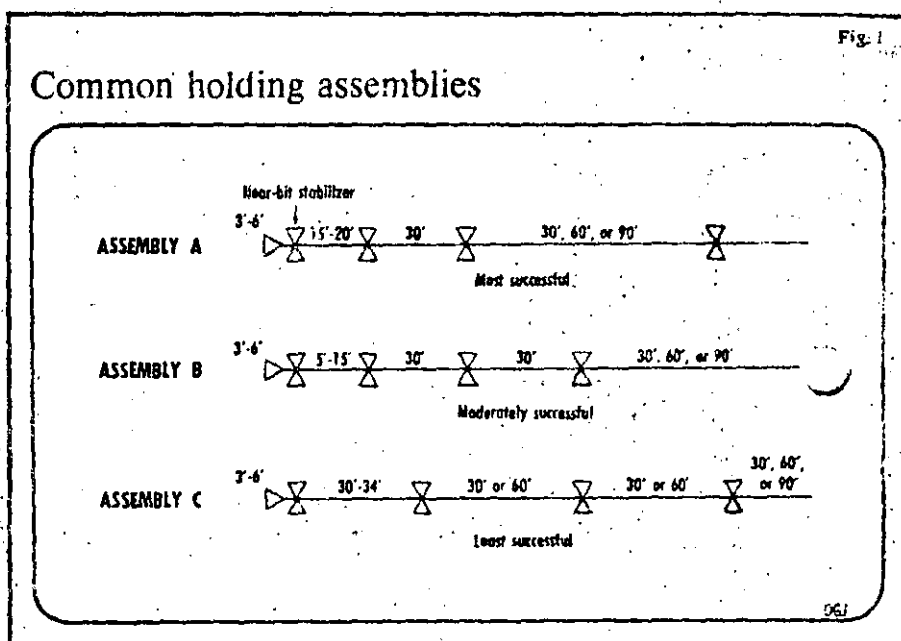 Fig. 1
Common holding assemblies
Near-bit stabilizer
3'-6' 15'-20' 30' 30', 60', or 90'
ASSEMBLY A
Most successful
3'-6' 5'-15' 30' 30' 30', 60', or 90'
ASSEMBLY B
Moderately successful
3'-6' 30'-34' 30' or 60' 30' or 60' 30', 60',
or 90'
ASSEMBLY C
Least successful
OGJ